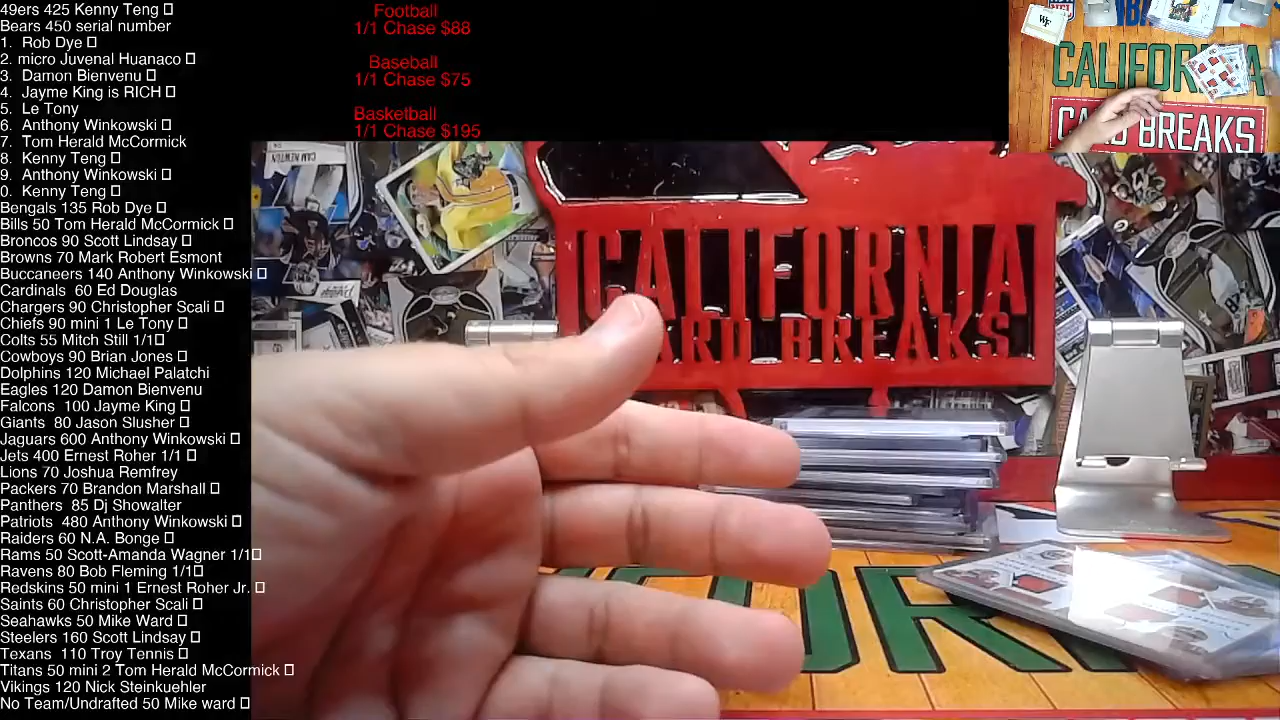 49ers 425 Kenny Teng
Bears 450 serial number
1. Rob Dye
2. micro Juvenal Huanaco
3. Damon Bienvenu
4. Jayme King is RICH
5. Le Tony
6. Anthony Winkowski
7. Tom Herald McCormick
8. Kenny Teng
9. Anthony Winkowski
0. Kenny Teng
Bengals 135 Rob Dye
Bills 50 Tom Herald McCormick
Broncos 90 Scott Lindsay
Browns 70 Mark Robert Esmont
Buccaneers 140 Anthony Winkowski
Cardinals 60 Ed Douglas
Chargers 90 Christopher Scali
Chiefs 90 mini 1 Le Tony
Colts 55 Mitch Still 1/1
Cowboys 90 Brian Jones
Dolphins 120 Michael Palatchi
Eagles 120 Damon Bienvenu
Falcons 100 Jayme King
Giants 80 Jason Slusher
Jaguars 600 Anthony Winkowski
Jets 400 Ernest Roher 1/1
Lions 70 Joshua Remfrey
Packers 70 Brandon Marshall
Panthers 85 Dj Showalter
Patriots 480 Anthony Winkowski
Raiders 60 N.A. Bonge
Rams 50 Scott-Amanda Wagner 1/1
Ravens 80 Bob Fleming 1/1
Redskins 50 mini 1 Ernest Roher Jr.
Saints 60 Christopher Scali
Seahawks 50 Mike Ward
Steelers 160 Scott Lindsay
Texans 110 Troy Tennis
Titans 50 mini 2 Tom Herald McCormick
Vikings 120 Nick Steinkuehler
No Team/Undrafted 50 Mike ward
Football
1/1 Chase $88
Baseball
1/1 Chase $75
Basketball
1/1 Chase $195
WF
CALIFORNIA
CARD BREAKS
CAM NEWTON
CALIFORNIA
CARD BREAKS